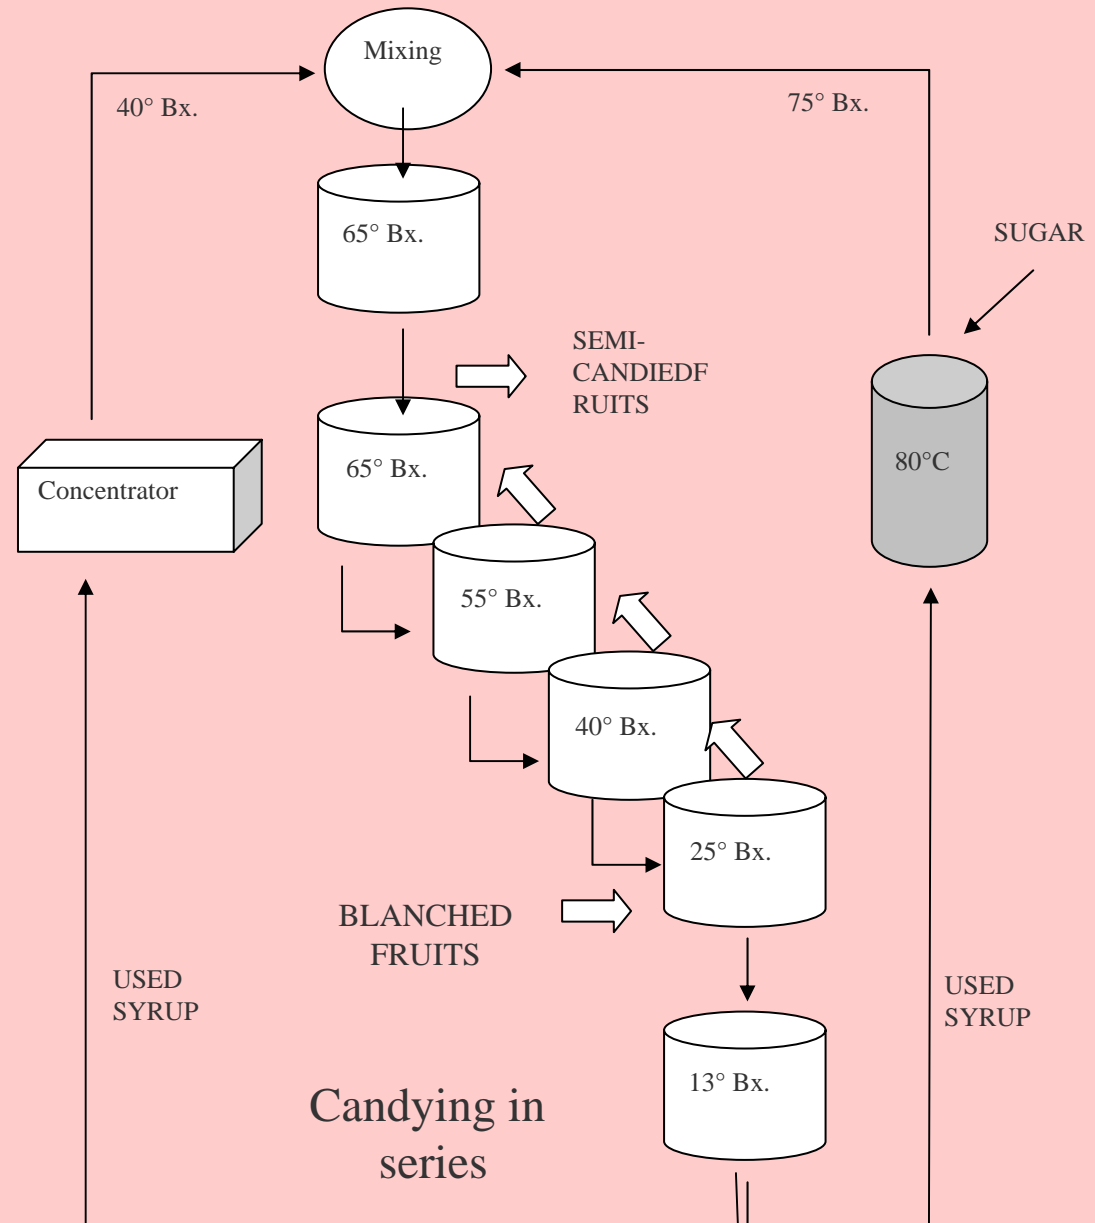 Mixing
40° Bx.
75° Bx.
65° Bx.
SUGAR
SEMI-
CANDIEDF
RUITS
65° Bx.
80°C
Concentrator
55° Bx.
40° Bx.
25° Bx.
BLANCHED
FRUITS
USED
SYRUP
USED
SYRUP
13° Bx.
Candying in
series